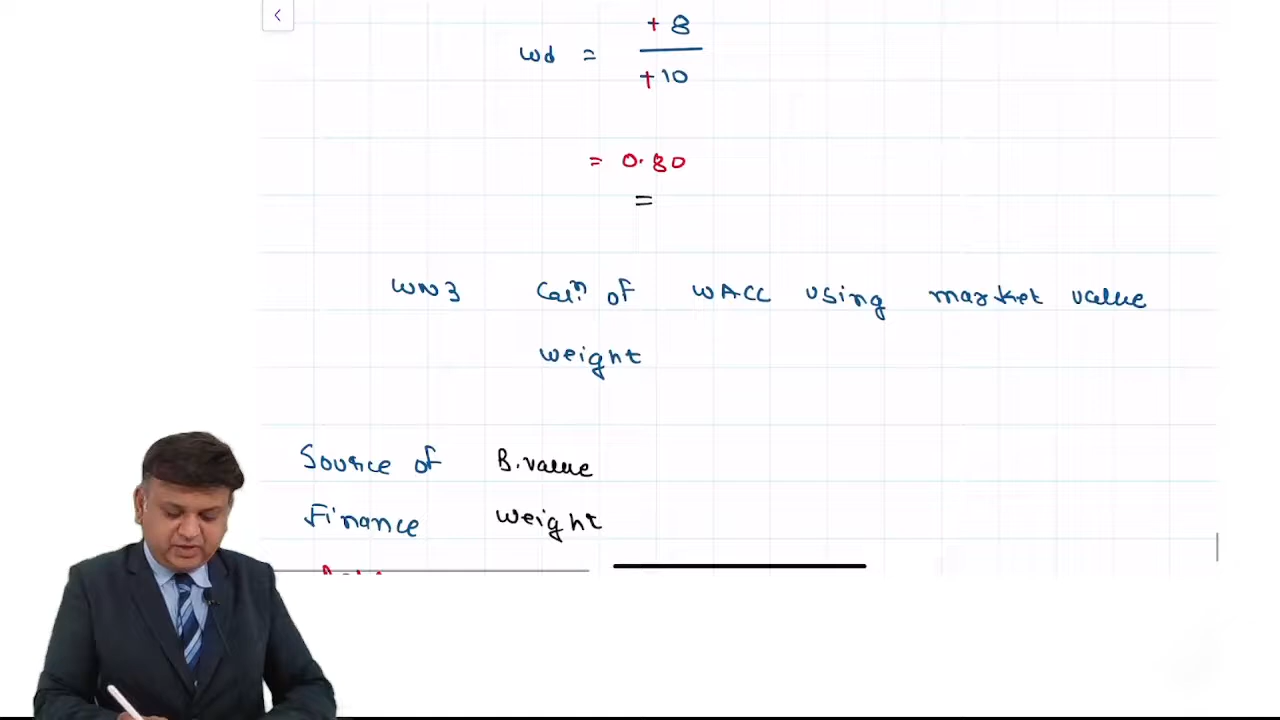 + 8
wd =
+ 10
= 0.80
=
WN3 Calⁿ. of WACC using market value
weight
Source of B.value
Finance weight